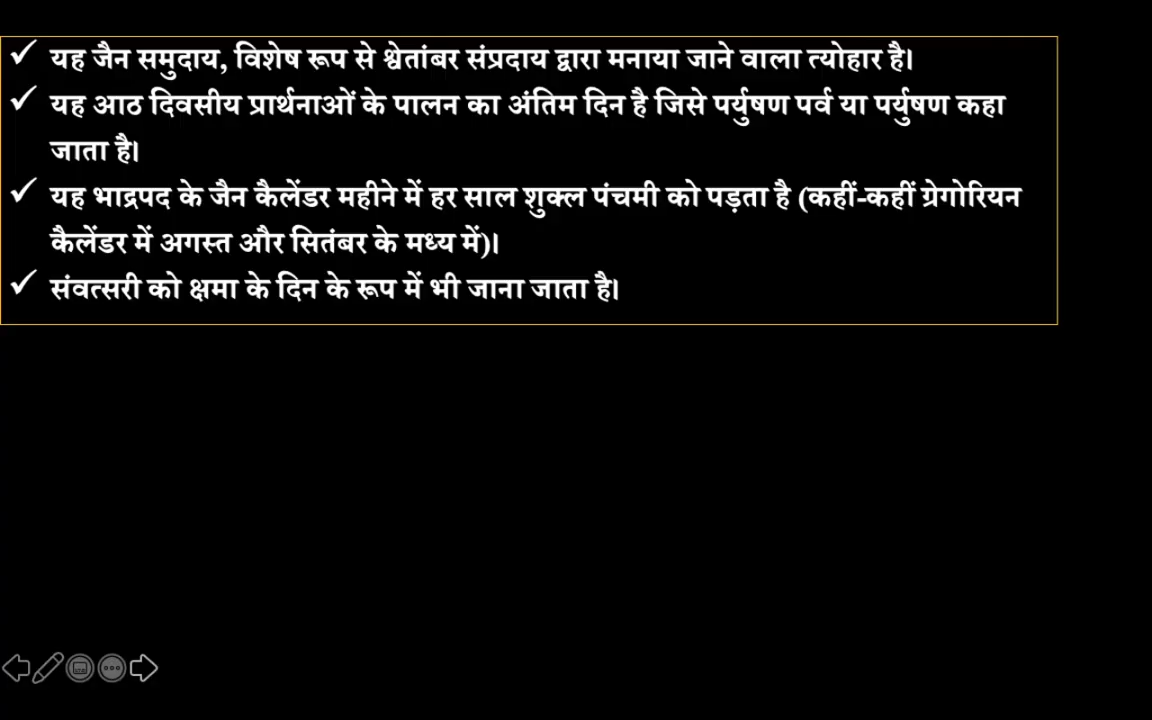 ✓ यह जैन समुदाय, विशेष रूप से श्वेतांबर संप्रदाय द्वारा मनाया जाने वाला त्योहार है।
✓ यह आठ दिवसीय प्रार्थनाओं के पालन का अंतिम दिन है जिसे पर्युषण पर्व या पर्युषण कहा
जाता है।
✓ यह भाद्रपद के जैन कैलेंडर महीने में हर साल शुक्ल पंचमी को पड़ता है (कहीं-कहीं ग्रेगोरियन
कैलेंडर में अगस्त और सितंबर के मध्य में)।
✓ संवत्सरी को क्षमा के दिन के रूप में भी जाना जाता है।